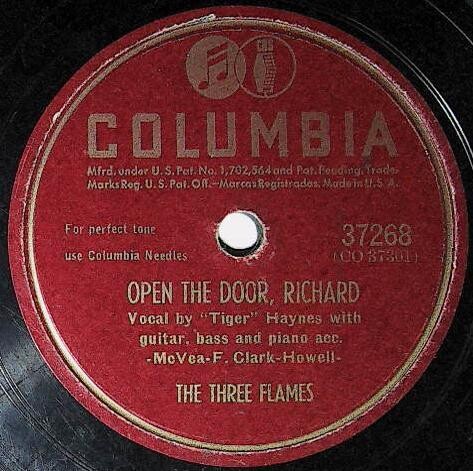 CBS
COLUMBIA
Mfrd. under U.S. Pat. No. 1,702,564 and Pat. Pending. Trade
Marks Reg. U.S. Pat. Off.—Marcas Registradas. Made in U.S.A.
For perfect tone
use Columbia Needles
37268
(CO 37301)
OPEN THE DOOR, RICHARD
Vocal by "Tiger" Haynes with
guitar, bass and piano acc.
-McVea-F. Clark-Howell-
THE THREE FLAMES